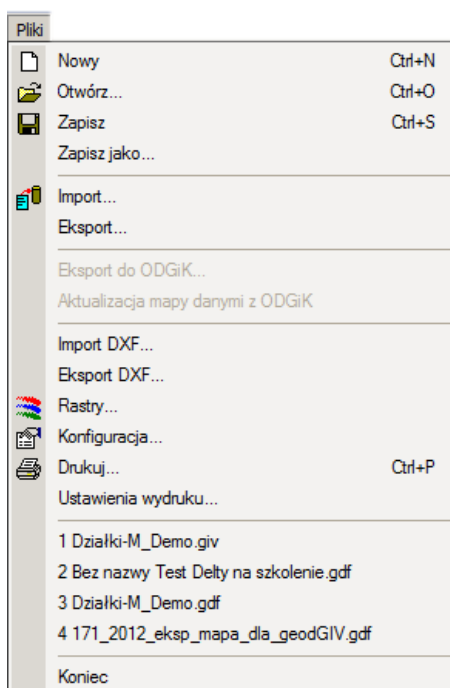 Pliki
Nowy Ctrl+N
Otwórz... Ctrl+O
Zapisz Ctrl+S
Zapisz jako...
Import...
Eksport...
Eksport do ODGiK...
Aktualizacja mapy danymi z ODGiK
Import DXF...
Eksport DXF...
Rastry...
Konfiguracja...
Drukuj... Ctrl+P
Ustawienia wydruku...
1 Działki-M_Demo.giv
2 Bez nazwy Test Delty na szkolenie.gdf
3 Działki-M_Demo.gdf
4 171_2012_eksp_mapa_dla_geodGIV.gdf
Koniec